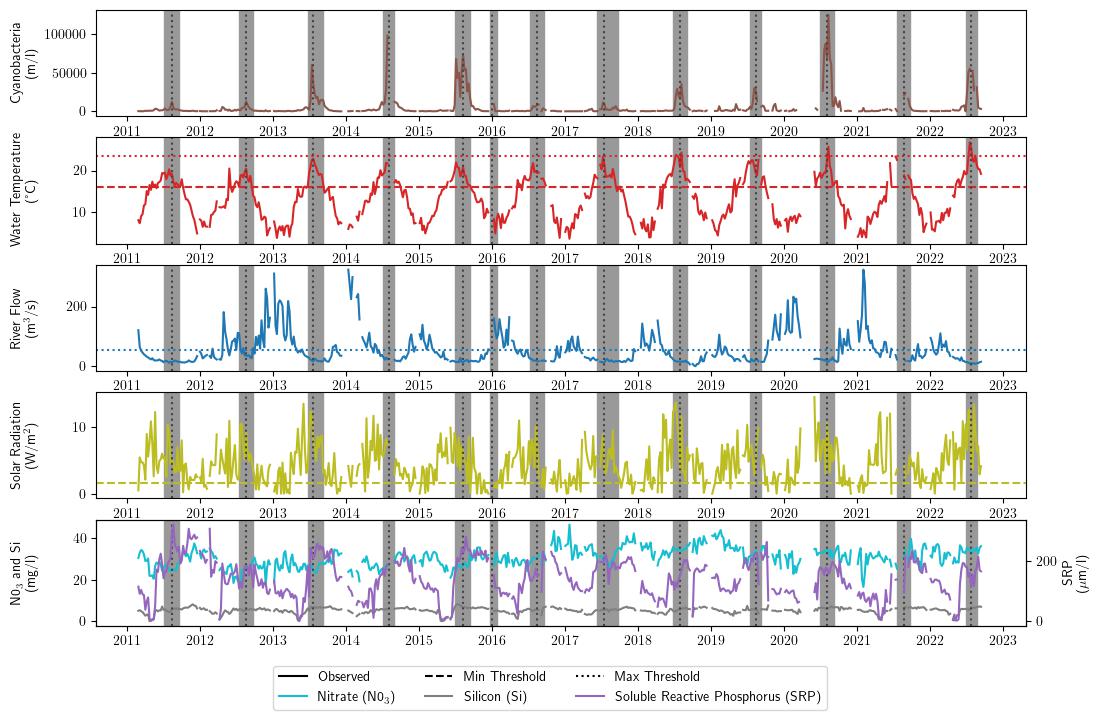 Cyanobacteria
(m/l)
100000
50000
0
2011 2012 2013 2014 2015 2016 2017 2018 2019 2020 2021 2022 2023
Water Temperature
(°C)
20
10
2011 2012 2013 2014 2015 2016 2017 2018 2019 2020 2021 2022 2023
River Flow
(m³/s)
200
0
2011 2012 2013 2014 2015 2016 2017 2018 2019 2020 2021 2022 2023
Solar Radiation
(W/m²)
10
0
2011 2012 2013 2014 2015 2016 2017 2018 2019 2020 2021 2022 2023
N0₃ and Si
(mg/l)
40
20
0
200
0
SRP
(μm/l)
2011 2012 2013 2014 2015 2016 2017 2018 2019 2020 2021 2022 2023
Observed Min Threshold Max Threshold
Nitrate (N0₃) Silicon (Si) Soluble Reactive Phosphorus (SRP)